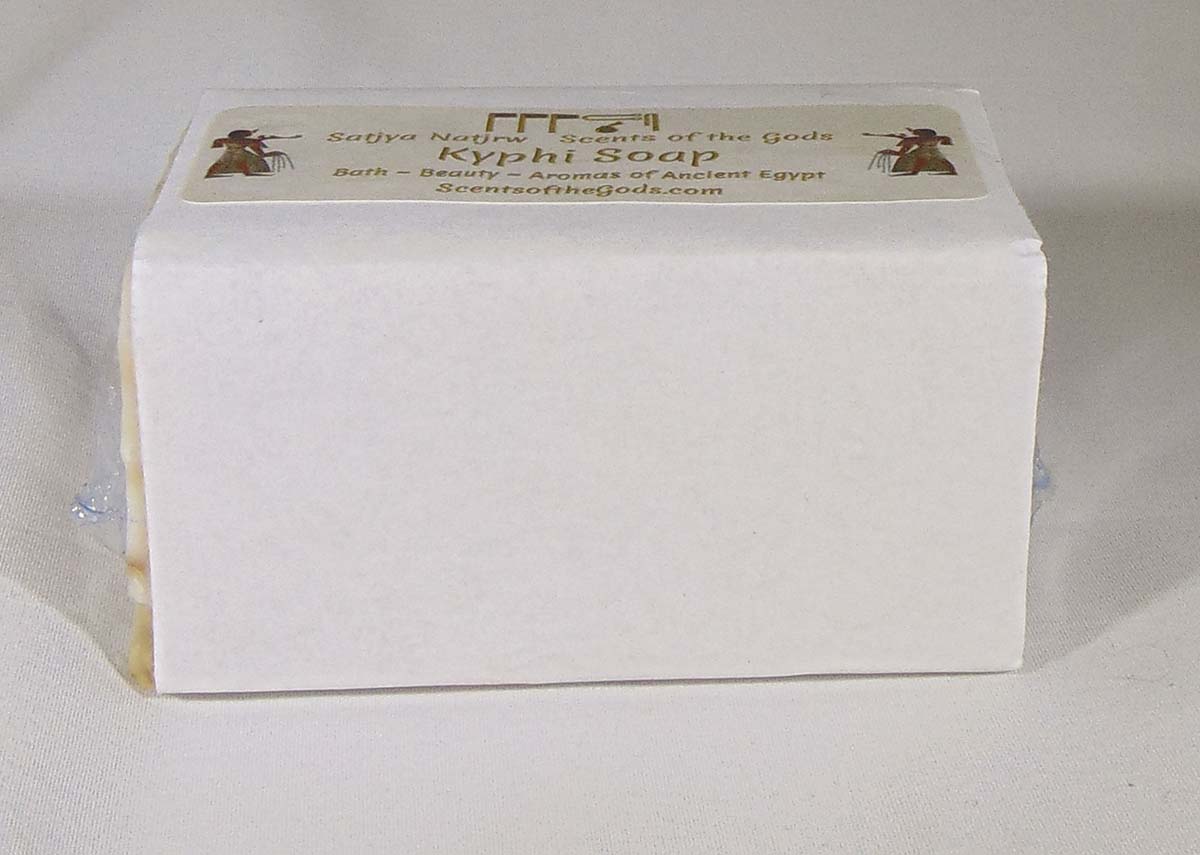 Satjya Natjrw Scents of the Gods
Kyphi Soap
Bath ~ Beauty ~ Aromas of Ancient Egypt
ScentsoftheGods.com